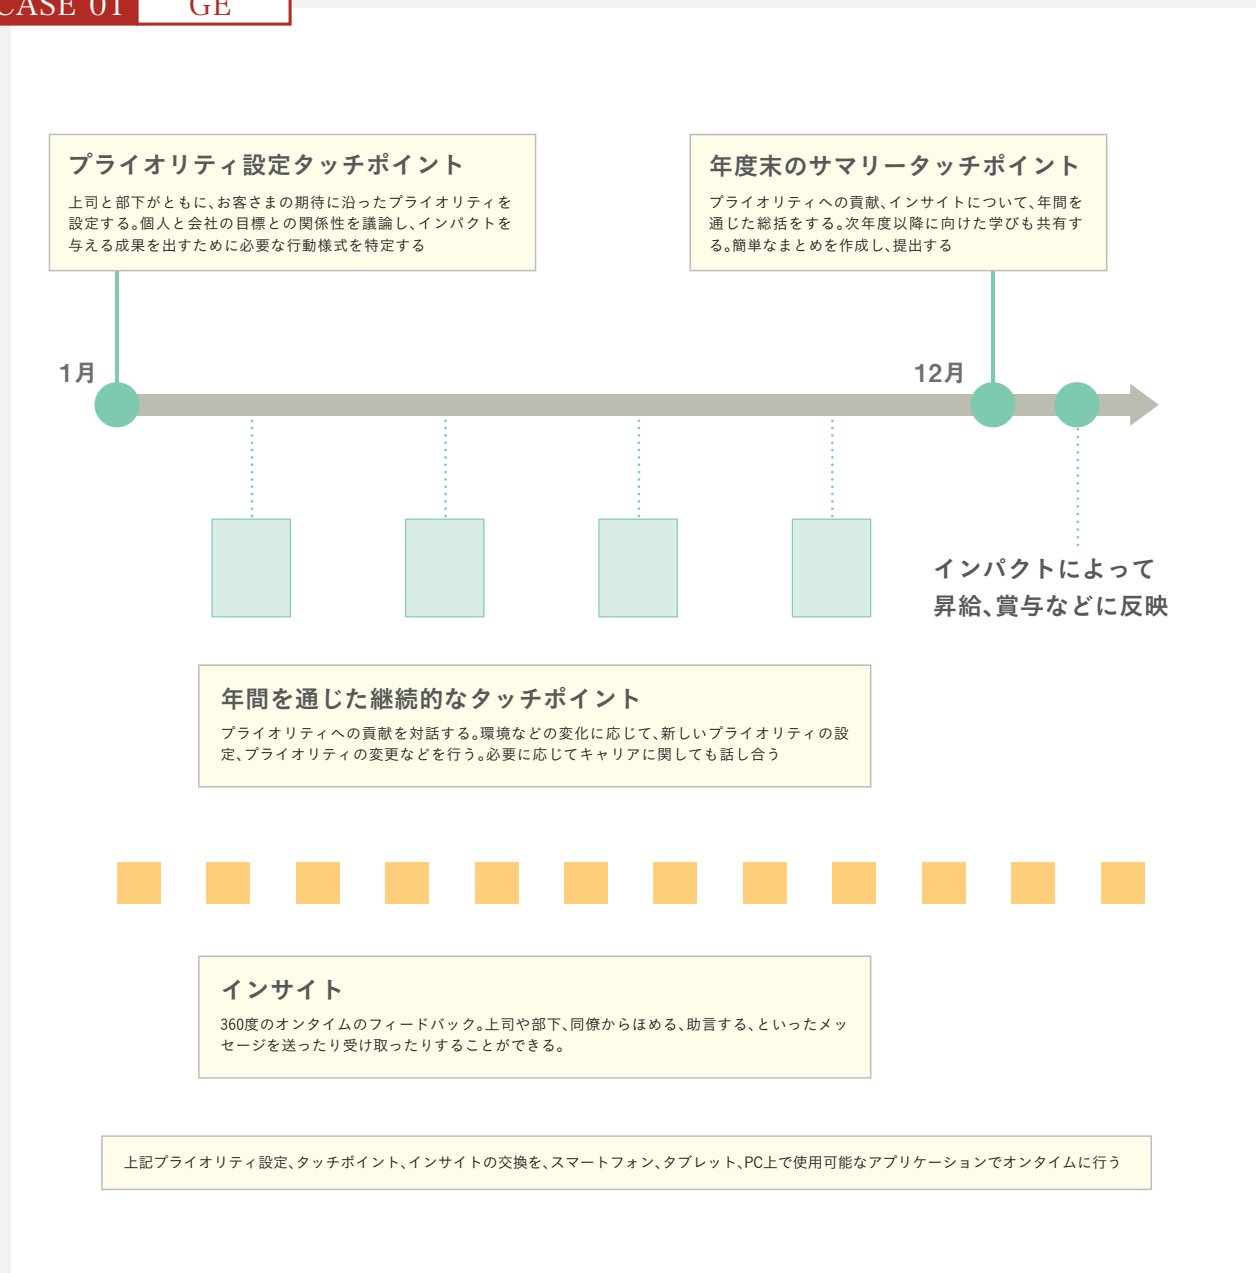 CASE 01
GE
プライオリティ設定タッチポイント
上司と部下がともに、お客さまの期待に沿ったプライオリティを
設定する。個人と会社の目標との関係性を議論し、インパクトを
与える成果を出すために必要な行動様式を特定する
年度末のサマリータッチポイント
プライオリティへの貢献、インサイトについて、年間を
通じた総括をする。次年度以降に向けた学びも共有す
る。簡単なまとめを作成し、提出する
1月
12月
インパクトによって
昇給、賞与などに反映
年間を通じた継続的なタッチポイント
プライオリティへの貢献を対話する。環境などの変化に応じて、新しいプライオリティの設
定、プライオリティの変更などを行う。必要に応じてキャリアに関しても話し合う
インサイト
360度のオンタイムのフィードバック。上司や部下、同僚からほめる、助言する、といったメッ
セージを送ったり受け取ったりすることができる。
上記プライオリティ設定、タッチポイント、インサイトの交換を、スマートフォン、タブレット、PC上で使用可能なアプリケーションでオンタイムに行う